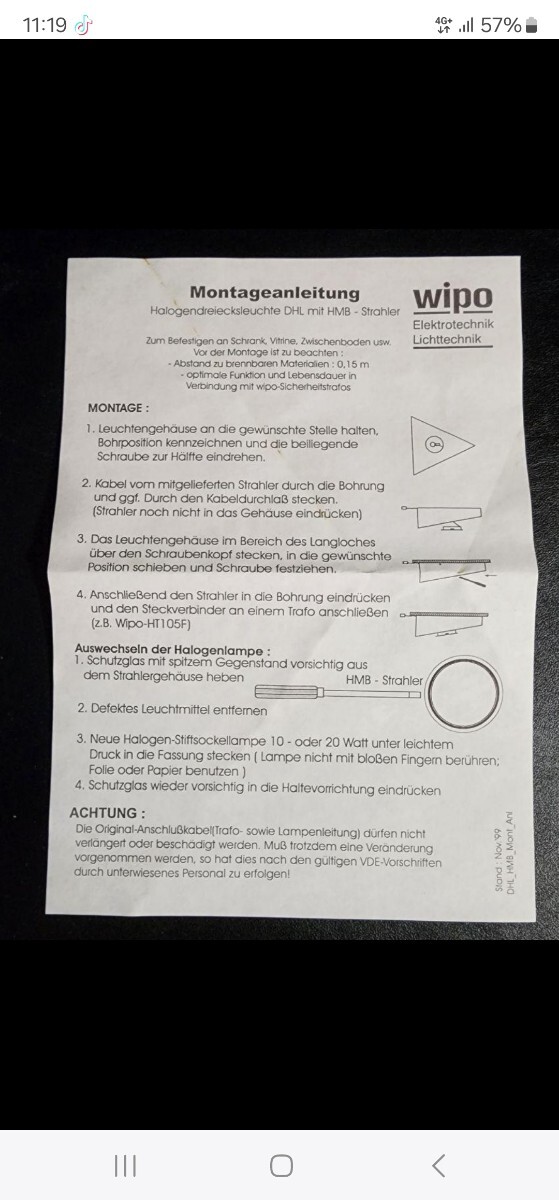 11:19
4G+ 57%
Montageanleitung
Halogendreiecksleuchte DHL mit HMB - Strahler
wipo
Elektrotechnik
Lichttechnik
Zum Befestigen an Schrank, Vitrine, Zwischenboden usw.
Vor der Montage ist zu beachten :
- Abstand zu brennbaren Materialien : 0,15 m
- optimale Funktion und Lebensdauer in
Verbindung mit wipo-Sicherheitstrafos
MONTAGE :
1. Leuchtengehäuse an die gewünschte Stelle halten,
Bohrposition kennzeichnen und die beiliegende
Schraube zur Hälfte eindrehen.
2. Kabel vom mitgelieferten Strahler durch die Bohrung
und ggf. Durch den Kabeldurchlaß stecken.
(Strahler noch nicht in das Gehäuse eindrücken)
3. Das Leuchtengehäuse im Bereich des Langloches
über den Schraubenkopf stecken, in die gewünschte
Position schieben und Schraube festziehen.
4. Anschließend den Strahler in die Bohrung eindrücken
und den Steckverbinder an einem Trafo anschließen
(z.B. Wipo-HT105F)
Auswechseln der Halogenlampe :
1. Schutzglas mit spitzem Gegenstand vorsichtig aus
dem Strahlergehäuse heben
HMB - Strahler
2. Defektes Leuchtmittel entfernen
3. Neue Halogen-Stiftsockellampe 10 - oder 20 Watt unter leichtem
Druck in die Fassung stecken ( Lampe nicht mit bloßen Fingern berühren;
Folie oder Papier benutzen )
4. Schutzglas wieder vorsichtig in die Haltevorrichtung eindrücken
ACHTUNG :
Die Original-Anschlußkabel(Trafo- sowie Lampenleitung) dürfen nicht
verlängert oder beschädigt werden. Muß trotzdem eine Veränderung
vorgenommen werden, so hat dies nach den gültigen VDE-Vorschriften
durch unterwiesenes Personal zu erfolgen!
Stand : Nov '99
DHL_HMB_Mont_Anl